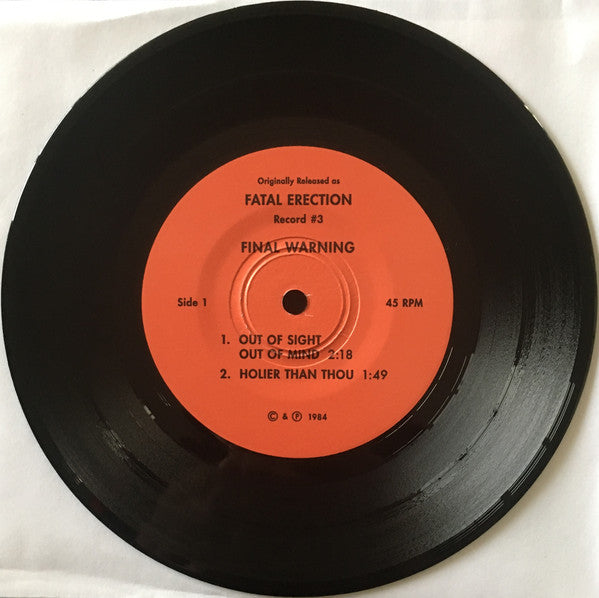 Originally Released as
FATAL ERECTION
Record #3
FINAL WARNING
Side 1 45 RPM
1. OUT OF SIGHT
OUT OF MIND 2:18
2. HOLIER THAN THOU 1:49
© & ℗ 1984